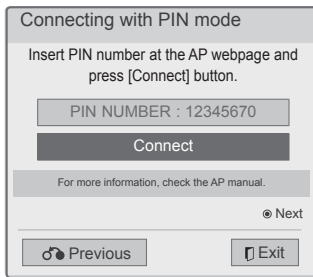 Connecting with PIN mode
Insert PIN number at the AP webpage and
press [Connect] button.
PIN NUMBER : 12345670
Connect
For more information, check the AP manual.
Next
Previous
Exit